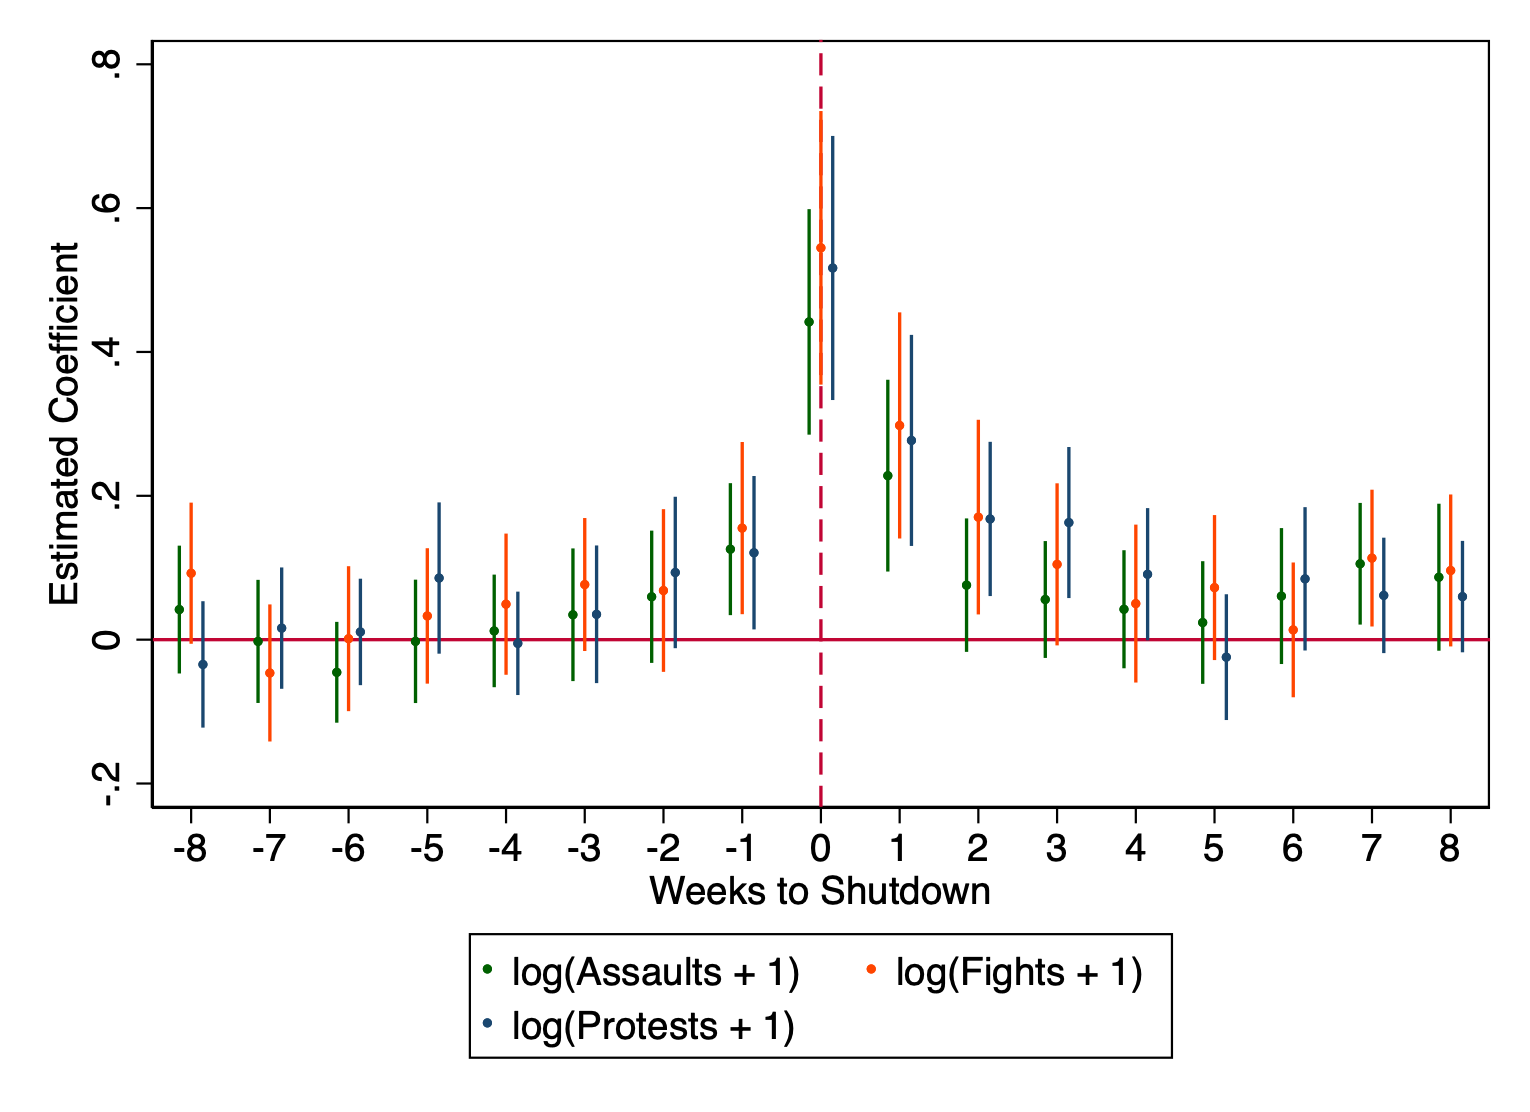 .8
.6
.4
.2
0
-.2
Estimated Coefficient
-8 -7 -6 -5 -4 -3 -2 -1 0 1 2 3 4 5 6 7 8
Weeks to Shutdown
log(Assaults + 1) log(Fights + 1)
log(Protests + 1)